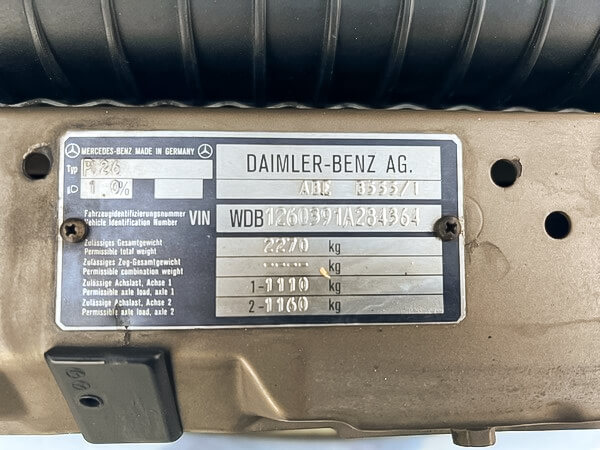 MERCEDES-BENZ MADE IN GERMANY
DAIMLER-BENZ AG.
Typ
1,0%
3555/1
Fahrzeugidentifizierungsnummer
Vehicle Identification Number
VIN
WDB1260391A284364
Zulässiges Gesamtgewicht
Permissible total weight
2270 kg
Zulässiges Zug-Gesamtgewicht
Permissible combination weight
kg
Zulässige Achslast, Achse 1
Permissible axle load, axle 1
1-1110 kg
Zulässige Achslast, Achse 2
Permissible axle load, axle 2
2-1160 kg